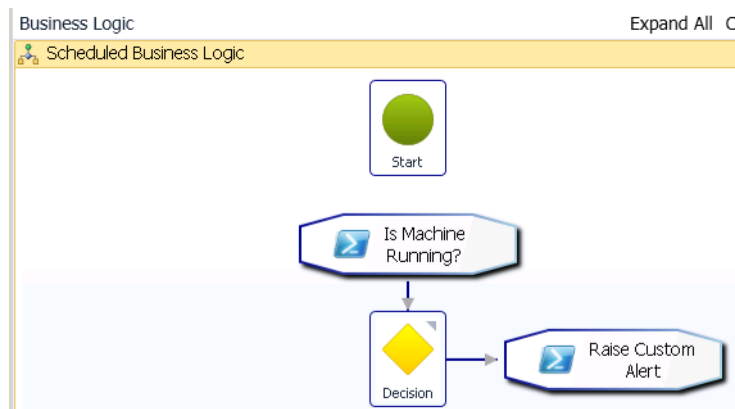 Business Logic
Expand All
Scheduled Business Logic
Start
Is Machine
Running?
Decision
Raise Custom
Alert